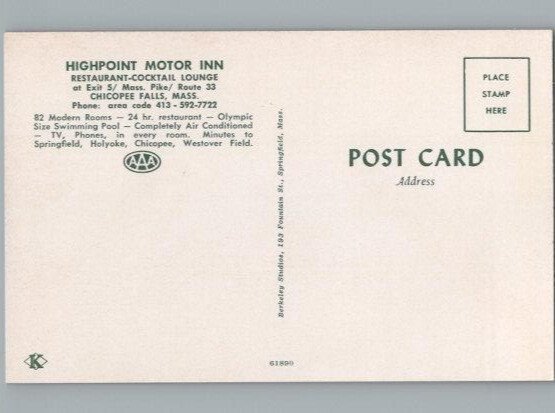 HIGHPOINT MOTOR INN
RESTAURANT-COCKTAIL LOUNGE
at Exit 5/ Mass. Pike/ Route 33
CHICOPEE FALLS, MASS.
Phone: area code 413 - 592-7722
82 Modern Rooms — 24 hr. restaurant — Olympic
Size Swimming Pool — Completely Air Conditioned
— TV, Phones, in every room. Minutes to
Springfield, Holyoke, Chicopee, Westover Field.
AAA
Berkeley Studios, 193 Fountain St., Springfield, Mass.
PLACE
STAMP
HERE
POST CARD
Address
K
61890